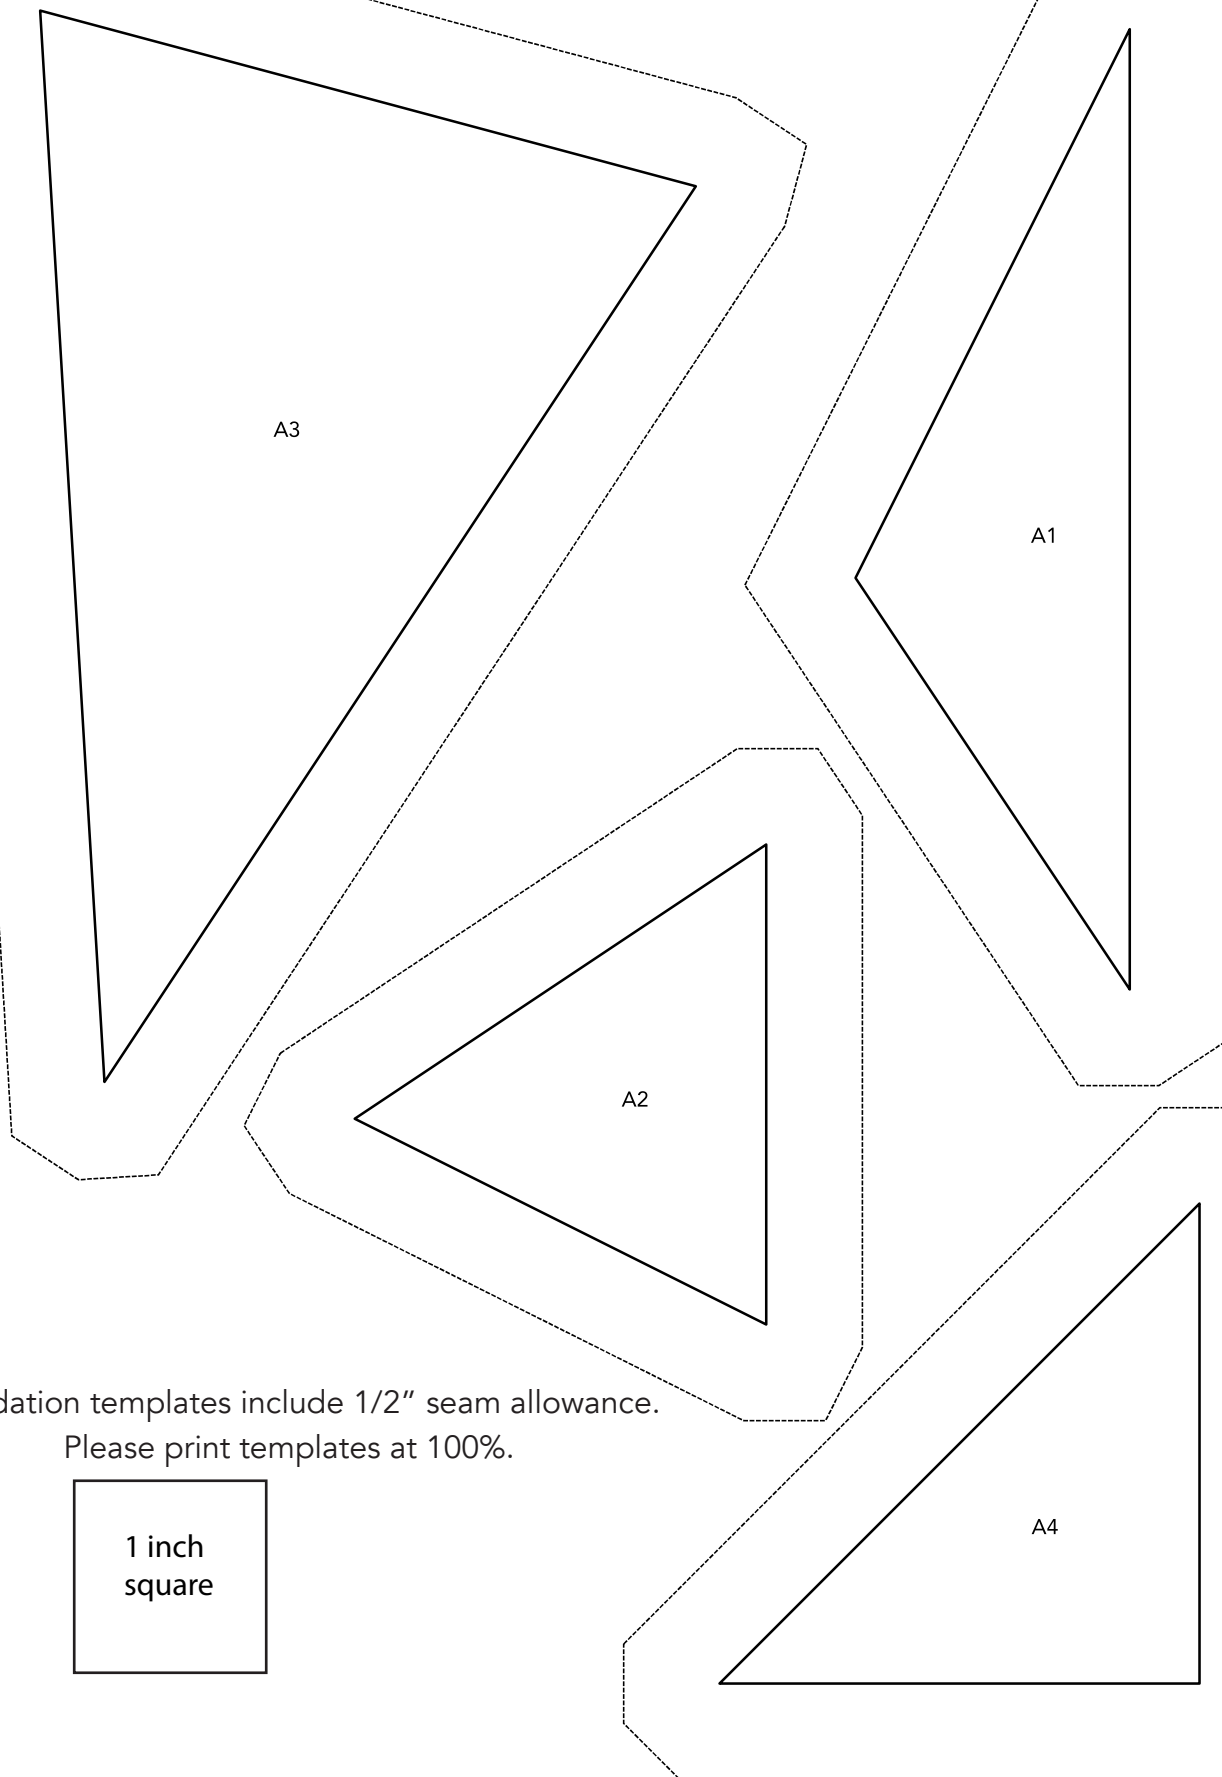 A3
A1
A2
dation templates include 1/2” seam allowance.
Please print templates at 100%.
1 inch
square
A4